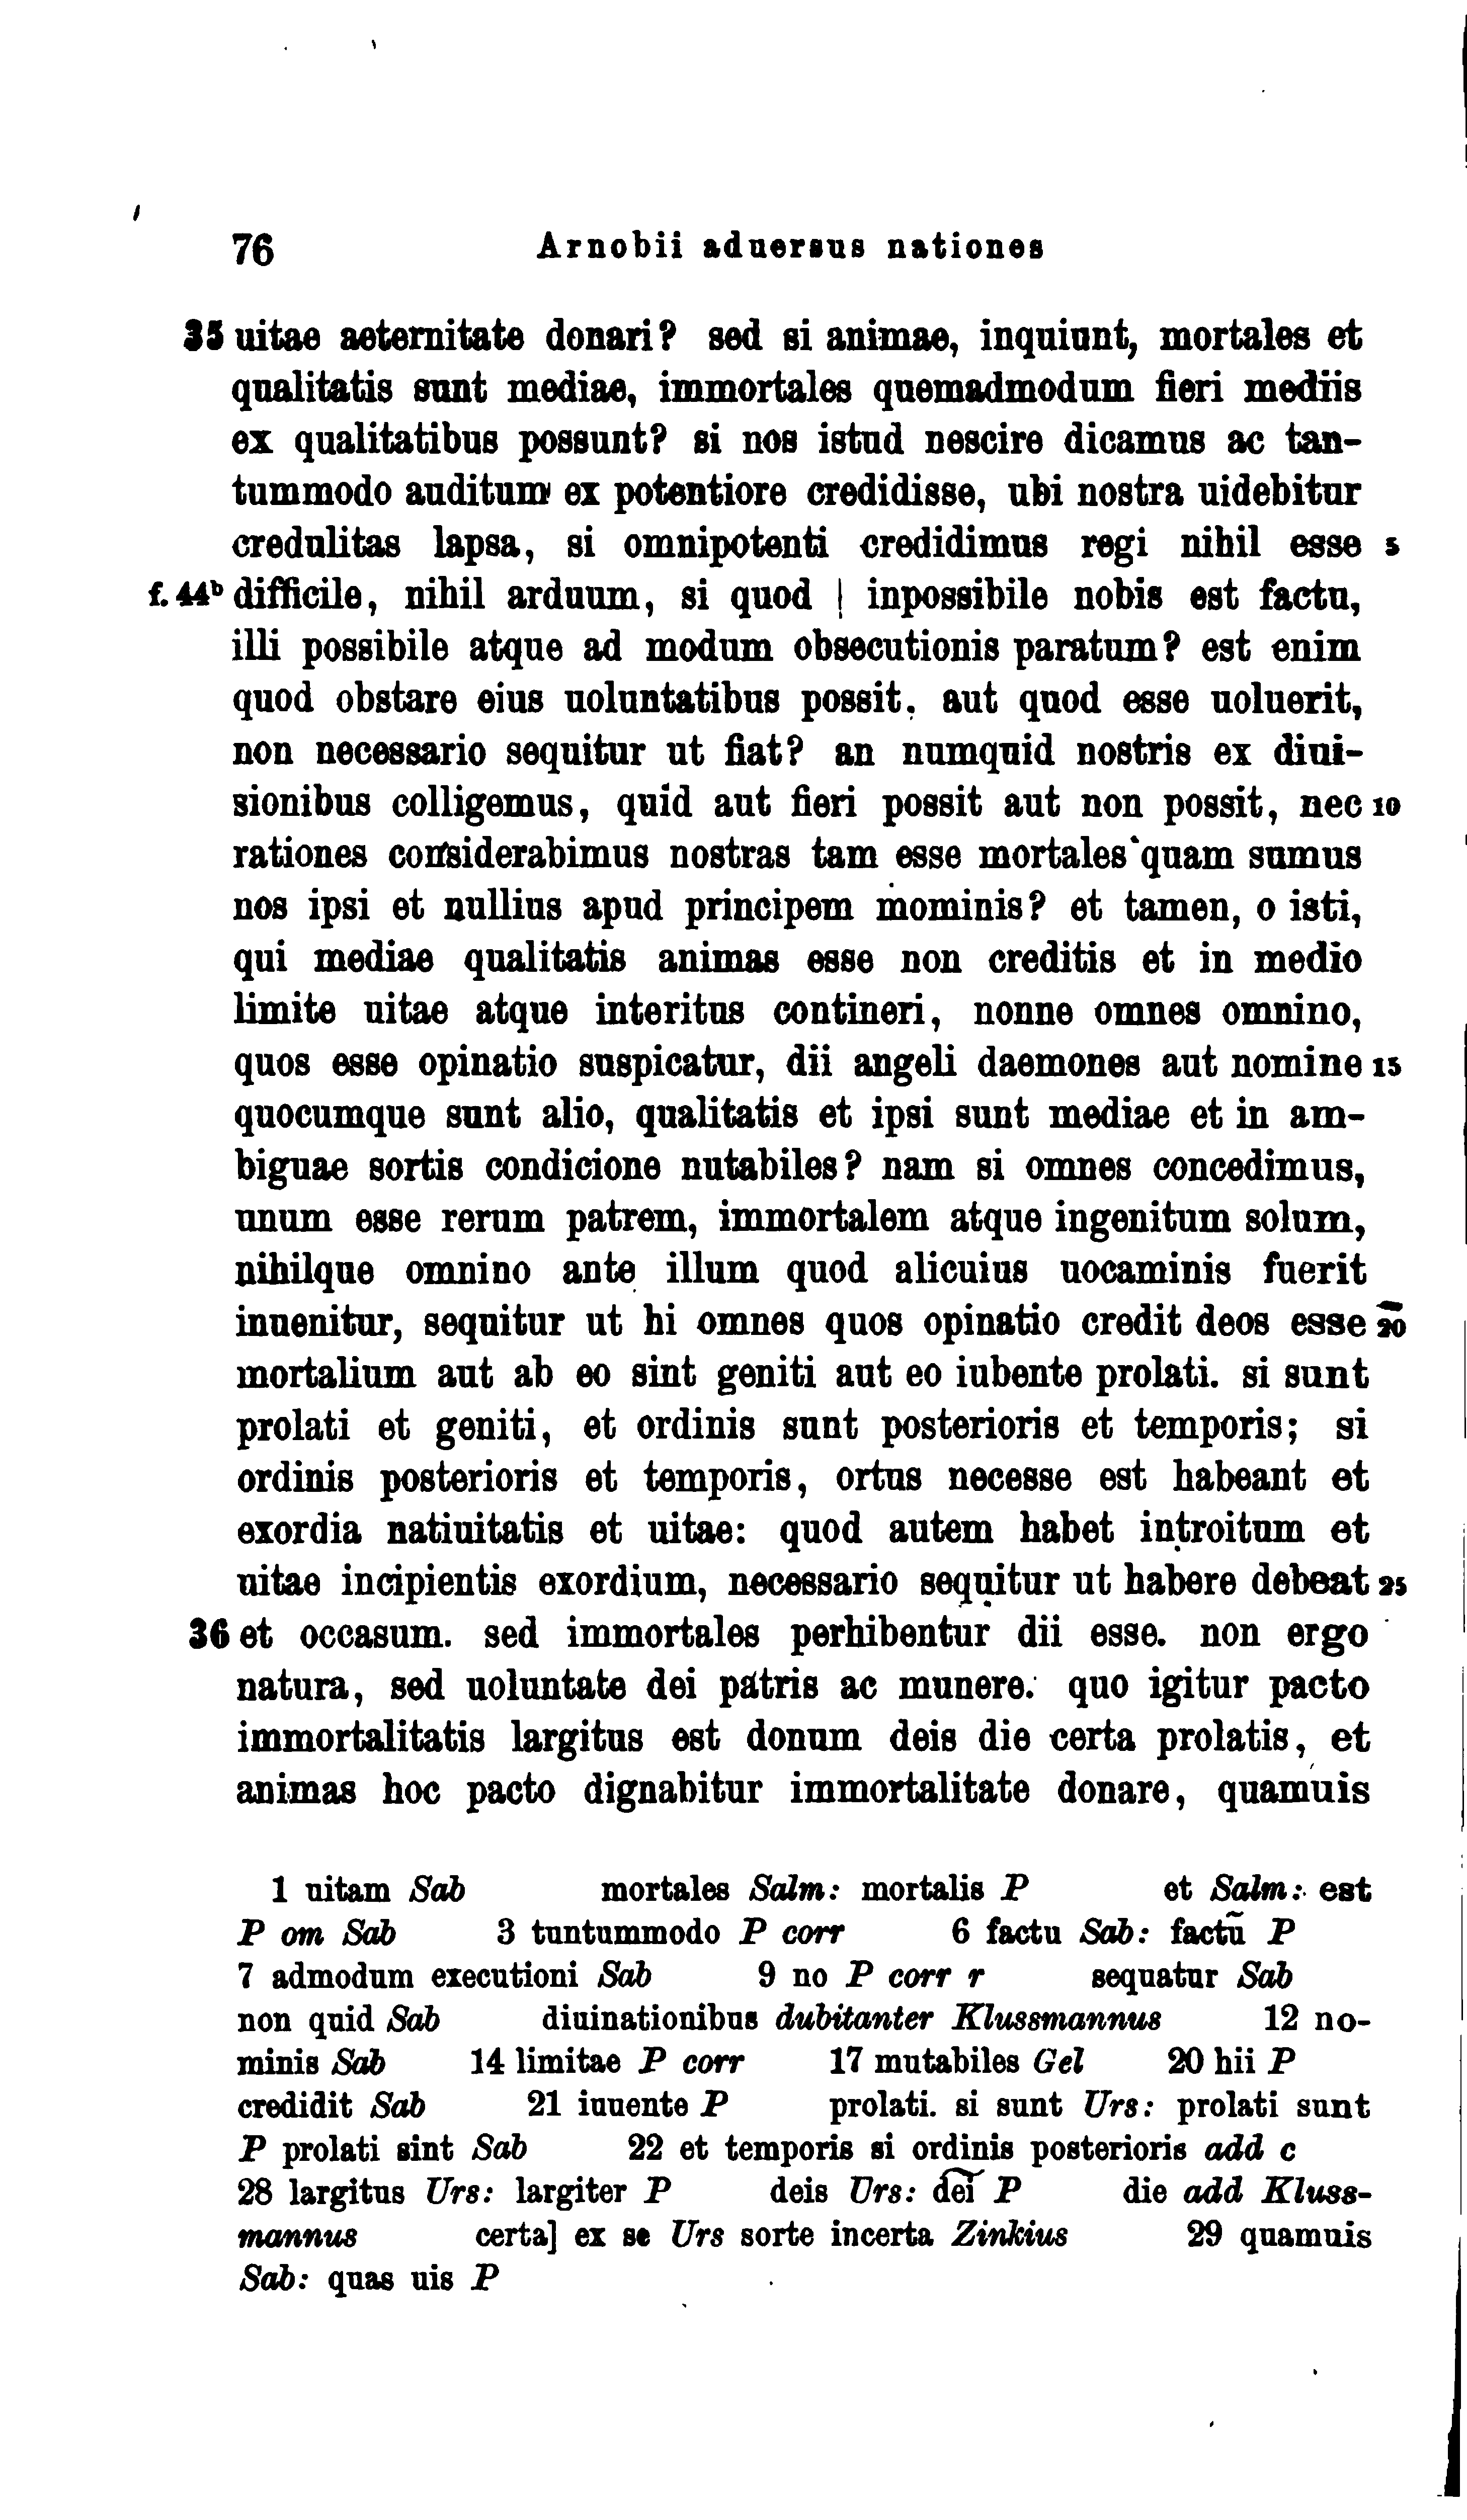 76 Arnobii aduersus nationes
35 uitae aeternitate donari? sed si animae, inquiunt, mortales et
qualitatis sunt mediae, immortales quemadmodum fieri mediis
ex qualitatibus possunt? si nos istud nescire dicamus ac tan-
tummodo auditum ex potentiore credidisse, ubi nostra uidebitur
credulitas lapsa, si omnipotenti credidimus regi nihil esse 5
f. 44b difficile, nihil arduum, si quod | inpossibile nobis est factu,
illi possibile atque ad modum obsecutionis paratum? est enim
quod obstare eius uoluntatibus possit, aut quod esse uoluerit,
non necessario sequitur ut fiat? an numquid nostris ex diui-
sionibus colligemus, quid aut fieri possit aut non possit, nec 10
rationes considerabimus nostras tam esse mortales quam sumus
nos ipsi et nullius apud principem mominis? et tamen, o isti,
qui mediae qualitatis animas esse non creditis et in medio
limite uitae atque interitus contineri, nonne omnes omnino,
quos esse opinatio suspicatur, dii angeli daemones aut nomine 15
quocumque sunt alio, qualitatis et ipsi sunt mediae et in am-
biguae sortis condicione nutabiles? nam si omnes concedimus,
unum esse rerum patrem, immortalem atque ingenitum solum,
nihilque omnino ante illum quod alicuius uocaminis fuerit
inuenitur, sequitur ut hi omnes quos opinatio credit deos esse 20
mortalium aut ab eo sint geniti aut eo iubente prolati. si sunt
prolati et geniti, et ordinis sunt posterioris et temporis; si
ordinis posterioris et temporis, ortus necesse est habeant et
exordia natiuitatis et uitae: quod autem habet introitum et
uitae incipientis exordium, necessario sequitur ut habere debeat 25
36 et occasum. sed immortales perhibentur dii esse. non ergo
natura, sed uoluntate dei patris ac munere. quo igitur pacto
immortalitatis largitus est donum deis die certa prolatis, et
animas hoc pacto dignabitur immortalitate donare, quamuis
1 uitam Sab mortales Salm: mortalis P et Salm: est
P om Sab 3 tuntummodo P corr 6 factu Sab: factũ P
7 admodum executioni Sab 9 no P corr r sequatur Sab
non quid Sab diuinationibus dubitanter Klussmannus 12 no-
minis Sab 14 limitae P corr 17 mutabiles Gel 20 hii P
credidit Sab 21 iuuente P prolati. si sunt Urs: prolati sunt
P prolati sint Sab 22 et temporis si ordinis posterioris add c
28 largitus Urs: largiter P deis Urs: dei P die add Kluss-
mannus certa] ex se Urs sorte incerta Zinkius 29 quamuis
Sab: quas uis P